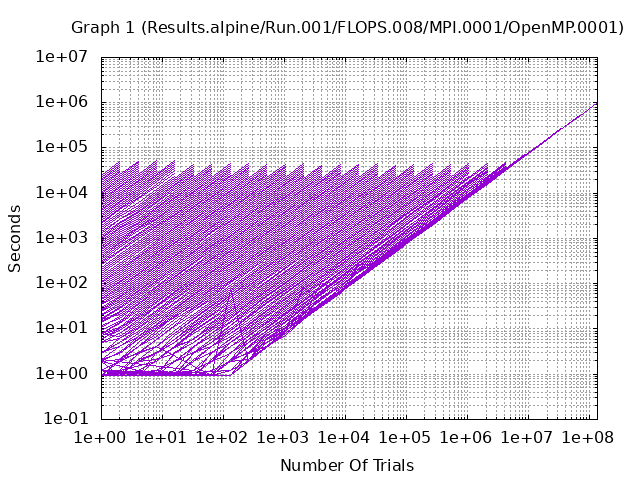 Graph 1 (Results.alpine/Run.001/FLOPS.008/MPI.0001/OpenMP.0001)
1e+07
1e+06
1e+05
1e+04
1e+03
1e+02
1e+01
1e+00
1e-01
Seconds
1e+00 1e+01 1e+02 1e+03 1e+04 1e+05 1e+06 1e+07 1e+08
Number Of Trials